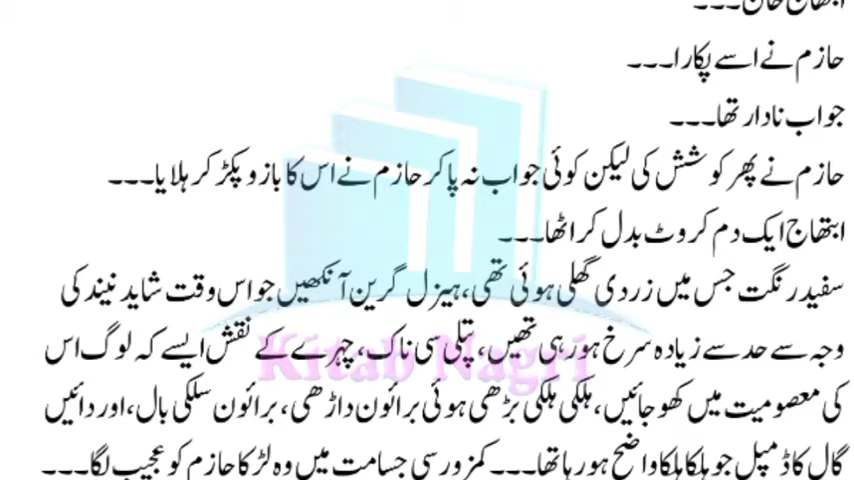 ابتھاج خان۔۔۔
حازم نے اسے پکارا۔۔۔
جواب نادار تھا۔۔۔
حازم نے پھر کوشش کی لیکن کوئی جواب نہ پا کر حازم نے اس کا بازو پکڑ کر ہلایا۔۔۔
ابتھاج ایک دم کروٹ بدل کر اٹھا۔۔۔
سفید رنگت جس میں زردی گھلی ہوئی تھی، ہیزل گرین آنکھیں جو اس وقت شاید نیند کی
وجہ سے حد سے زیادہ سرخ ہو رہی تھیں، پتلی سی ناک، چہرے کے نقش ایسے کہ لوگ اس
کی معصومیت میں کھو جائیں، ہلکی ہلکی بڑھی ہوئی برائون داڑھی، برائون سلکی بال، اور دائیں
گال کا ڈمپل جو ہلکا ہلکا واضح ہو رہا تھا۔۔۔ کمزور سی جسامت میں وہ لڑکا حازم کو عجیب لگا۔۔۔
Kitab Nagri